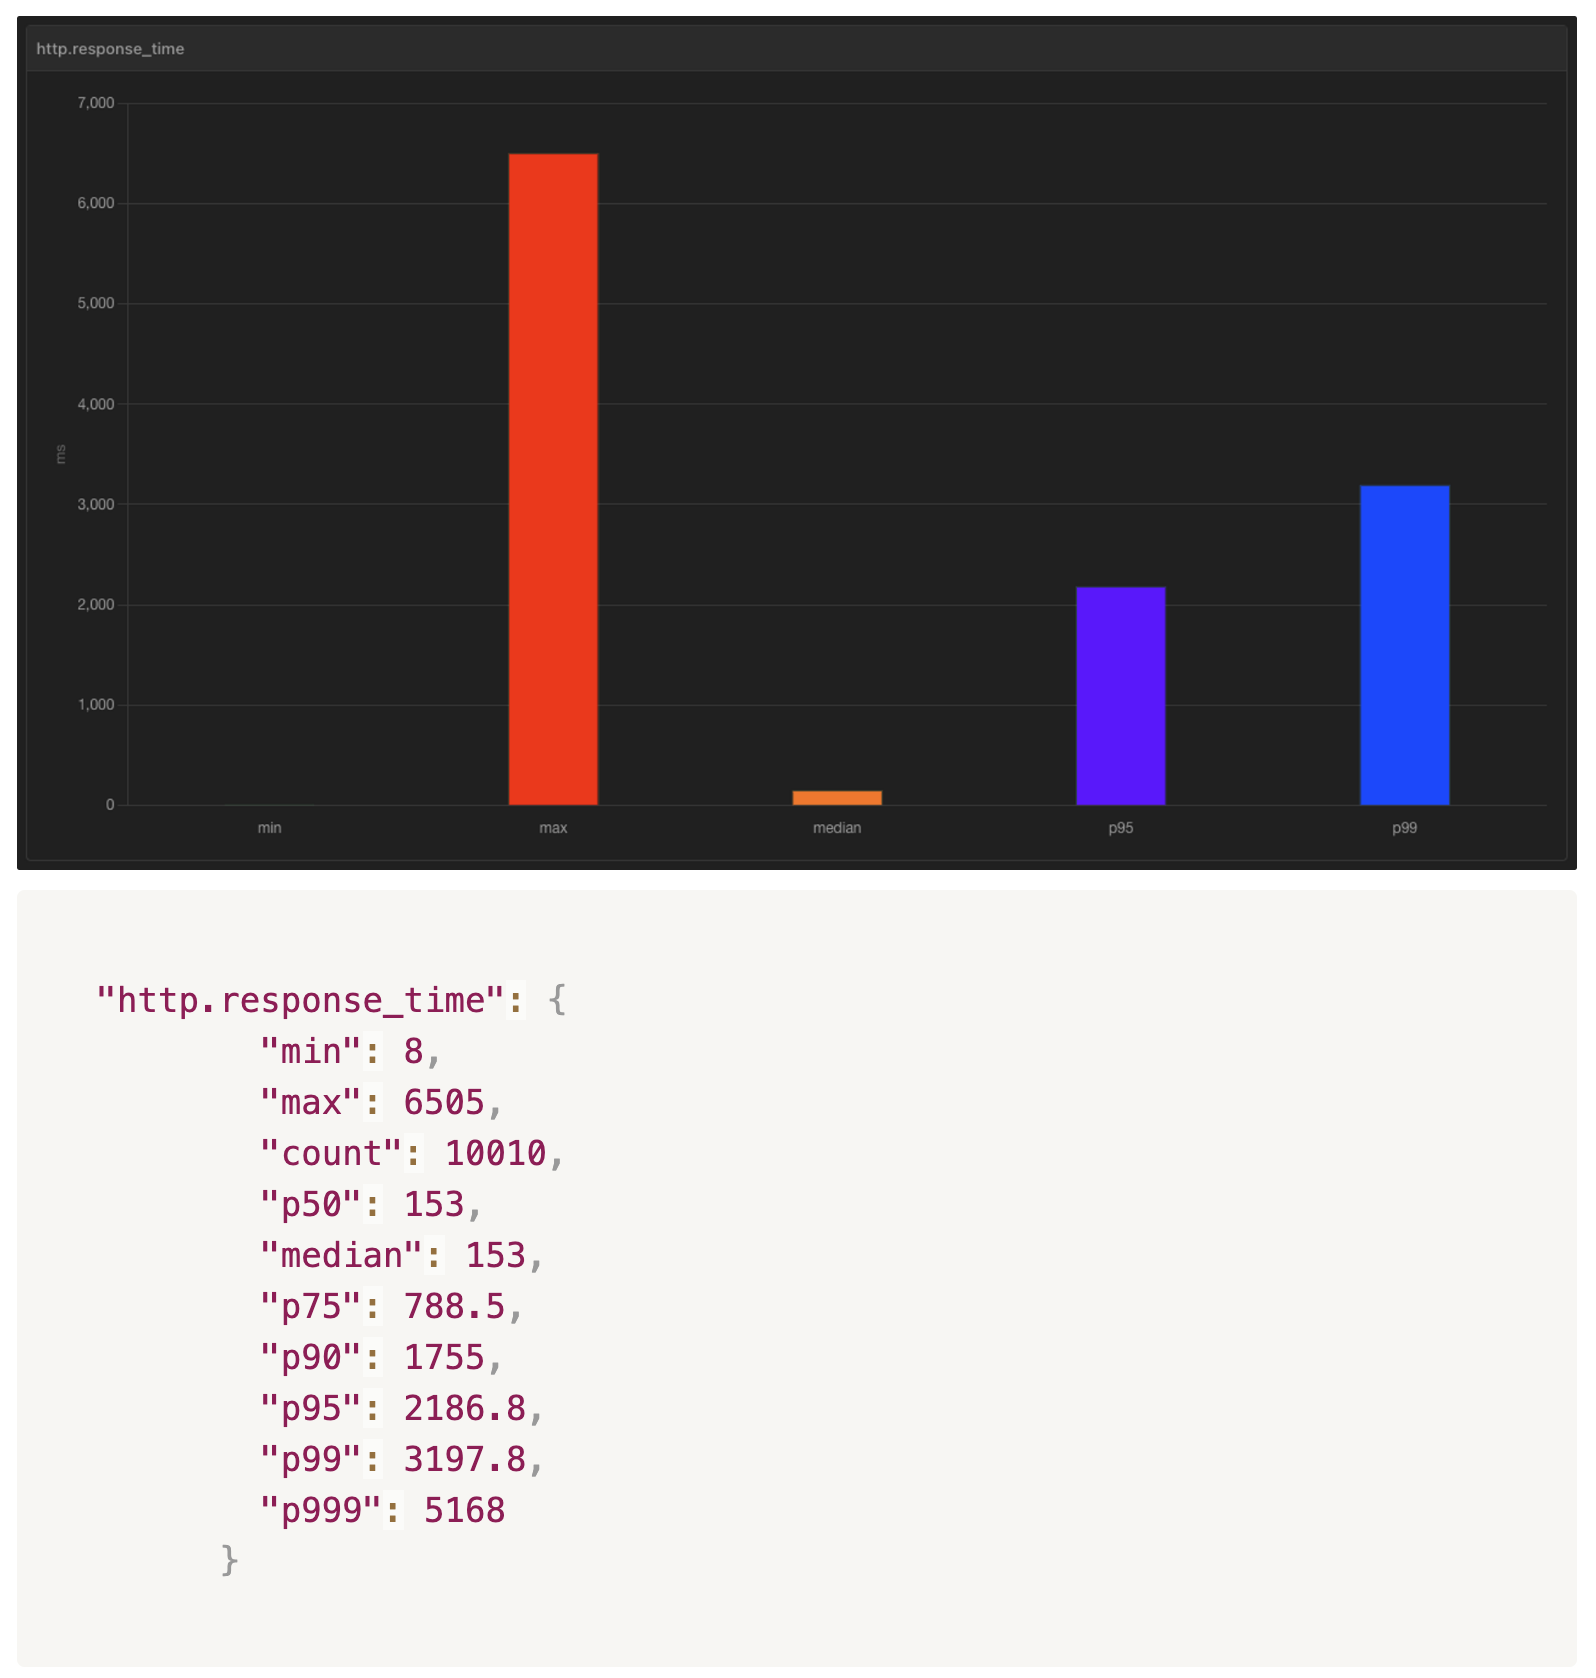 http.response_time
7,000
6,000
5,000
4,000
ms
3,000
2,000
1,000
0
min max median p95 p99
"http.response_time": {
"min": 8,
"max": 6505,
"count": 10010,
"p50": 153,
"median": 153,
"p75": 788.5,
"p90": 1755,
"p95": 2186.8,
"p99": 3197.8,
"p999": 5168
}